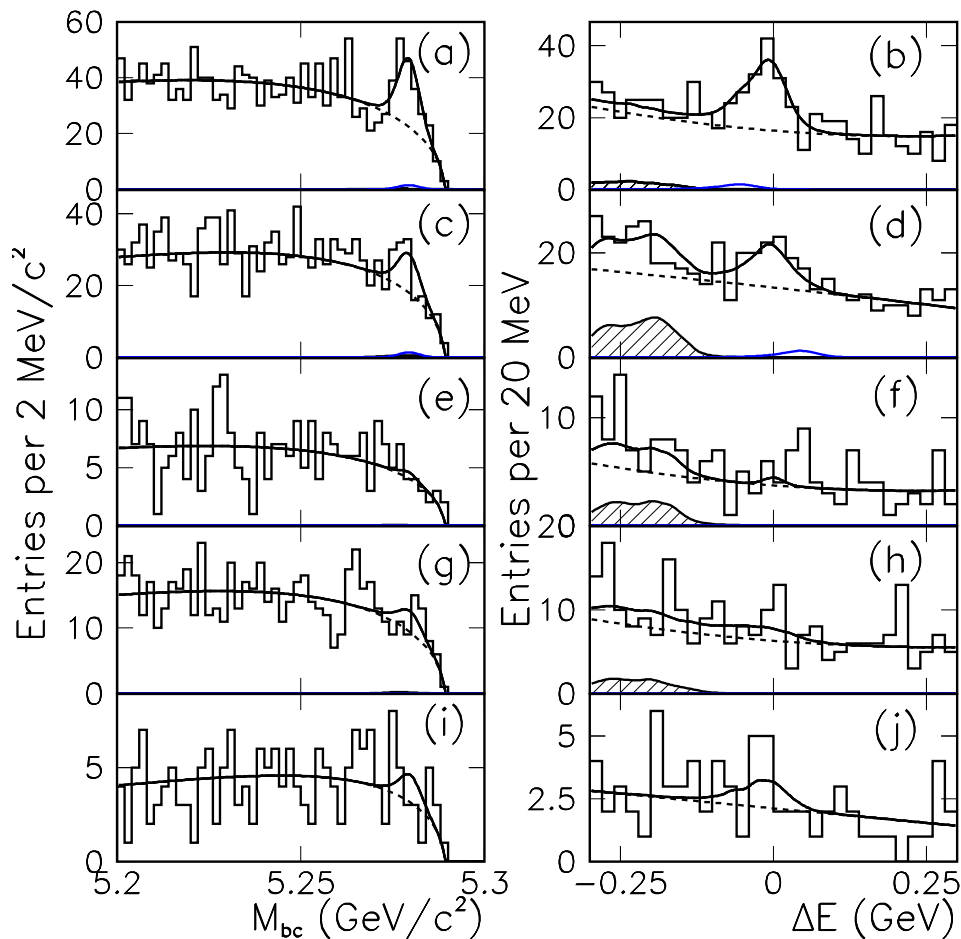 Entries per 2 MeV/c²
60
40
20
0
(a)
40
20
0
(c)
10
5
0
(e)
20
10
0
(g)
5
0
(i)
5.2 5.25 5.3
M_bc (GeV/c²)
Entries per 20 MeV
40
20
0
(b)
20
0
(d)
10
(f)
20
10
0
(h)
5
2.5
0
(j)
−0.25 0 0.25
ΔE (GeV)